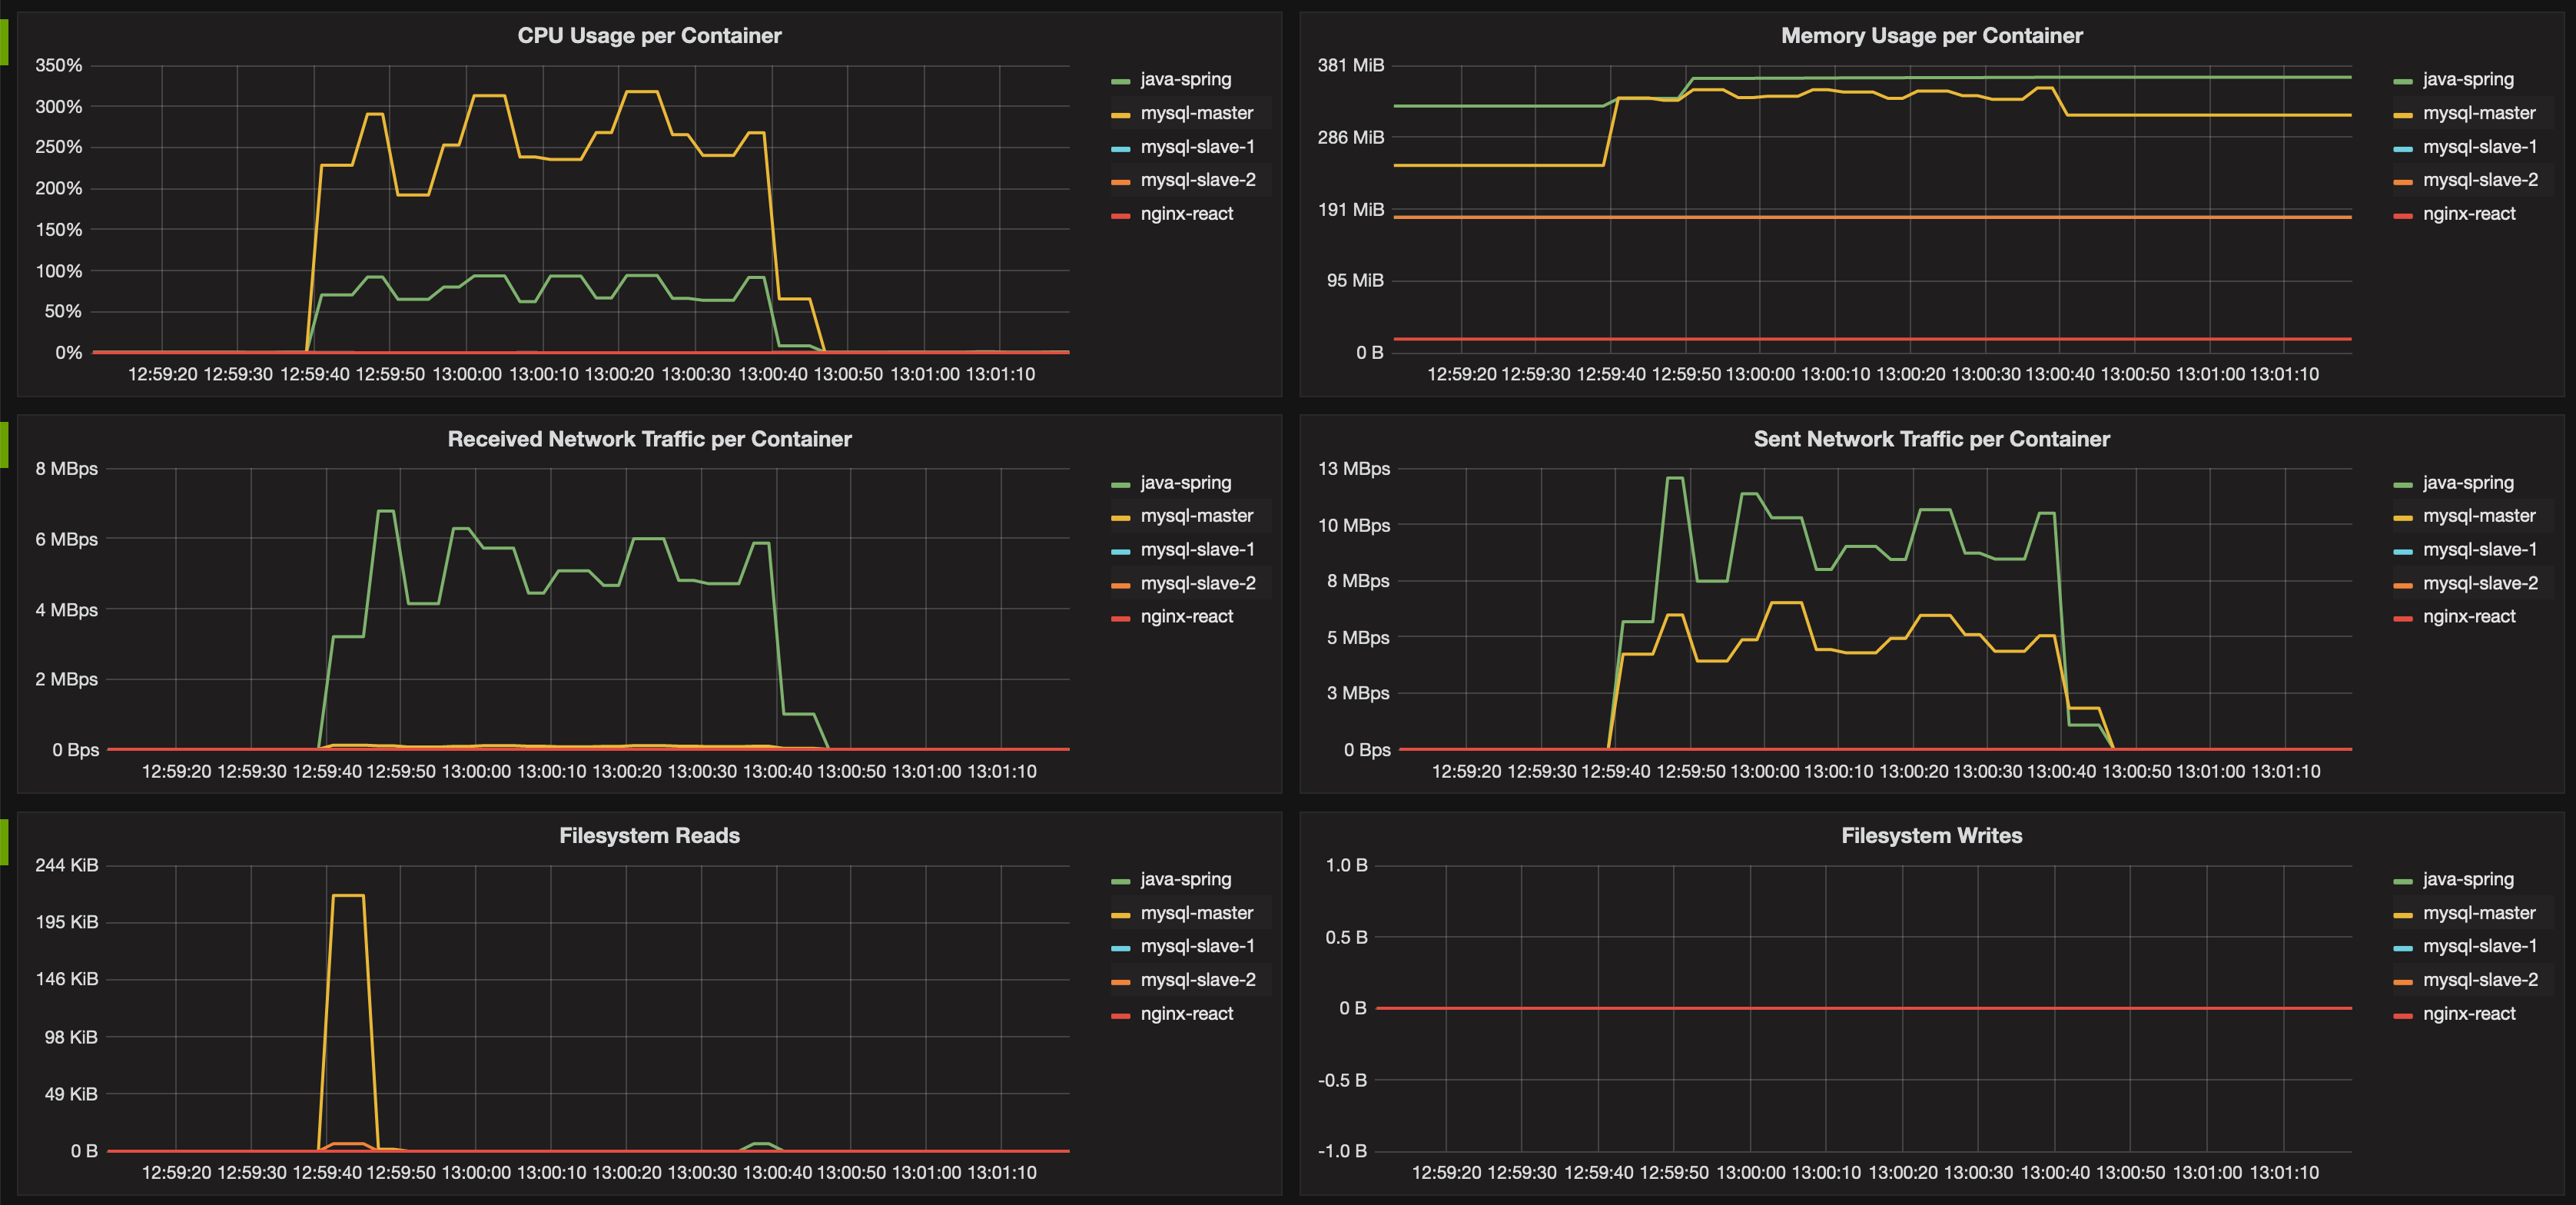 CPU Usage per Container
350%
300%
250%
200%
150%
100%
50%
0%
12:59:20 12:59:30 12:59:40 12:59:50 13:00:00 13:00:10 13:00:20 13:00:30 13:00:40 13:00:50 13:01:00 13:01:10
java-spring
mysql-master
mysql-slave-1
mysql-slave-2
nginx-react
Memory Usage per Container
381 MiB
286 MiB
191 MiB
95 MiB
0 B
12:59:20 12:59:30 12:59:40 12:59:50 13:00:00 13:00:10 13:00:20 13:00:30 13:00:40 13:00:50 13:01:00 13:01:10
java-spring
mysql-master
mysql-slave-1
mysql-slave-2
nginx-react
Received Network Traffic per Container
8 MBps
6 MBps
4 MBps
2 MBps
0 Bps
12:59:20 12:59:30 12:59:40 12:59:50 13:00:00 13:00:10 13:00:20 13:00:30 13:00:40 13:00:50 13:01:00 13:01:10
java-spring
mysql-master
mysql-slave-1
mysql-slave-2
nginx-react
Sent Network Traffic per Container
13 MBps
10 MBps
8 MBps
5 MBps
3 MBps
0 Bps
12:59:20 12:59:30 12:59:40 12:59:50 13:00:00 13:00:10 13:00:20 13:00:30 13:00:40 13:00:50 13:01:00 13:01:10
java-spring
mysql-master
mysql-slave-1
mysql-slave-2
nginx-react
Filesystem Reads
244 KiB
195 KiB
146 KiB
98 KiB
49 KiB
0 B
12:59:20 12:59:30 12:59:40 12:59:50 13:00:00 13:00:10 13:00:20 13:00:30 13:00:40 13:00:50 13:01:00 13:01:10
java-spring
mysql-master
mysql-slave-1
mysql-slave-2
nginx-react
Filesystem Writes
1.0 B
0.5 B
0 B
-0.5 B
-1.0 B
12:59:20 12:59:30 12:59:40 12:59:50 13:00:00 13:00:10 13:00:20 13:00:30 13:00:40 13:00:50 13:01:00 13:01:10
java-spring
mysql-master
mysql-slave-1
mysql-slave-2
nginx-react